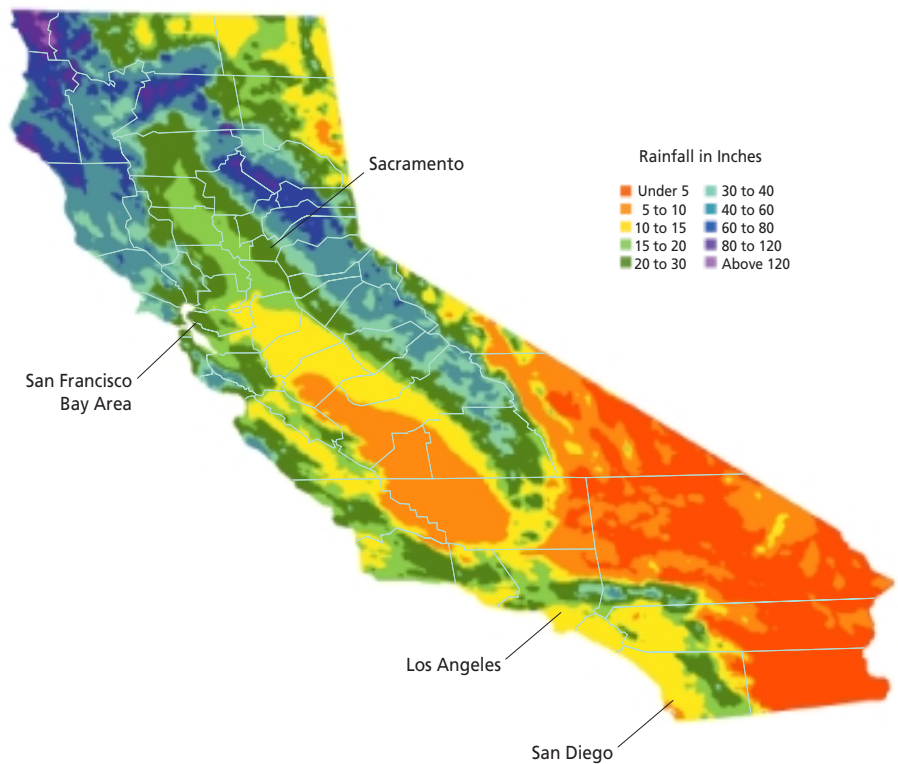 Sacramento
Rainfall in Inches
Under 5
5 to 10
10 to 15
15 to 20
20 to 30
30 to 40
40 to 60
60 to 80
80 to 120
Above 120
San Francisco
Bay Area
Los Angeles
San Diego